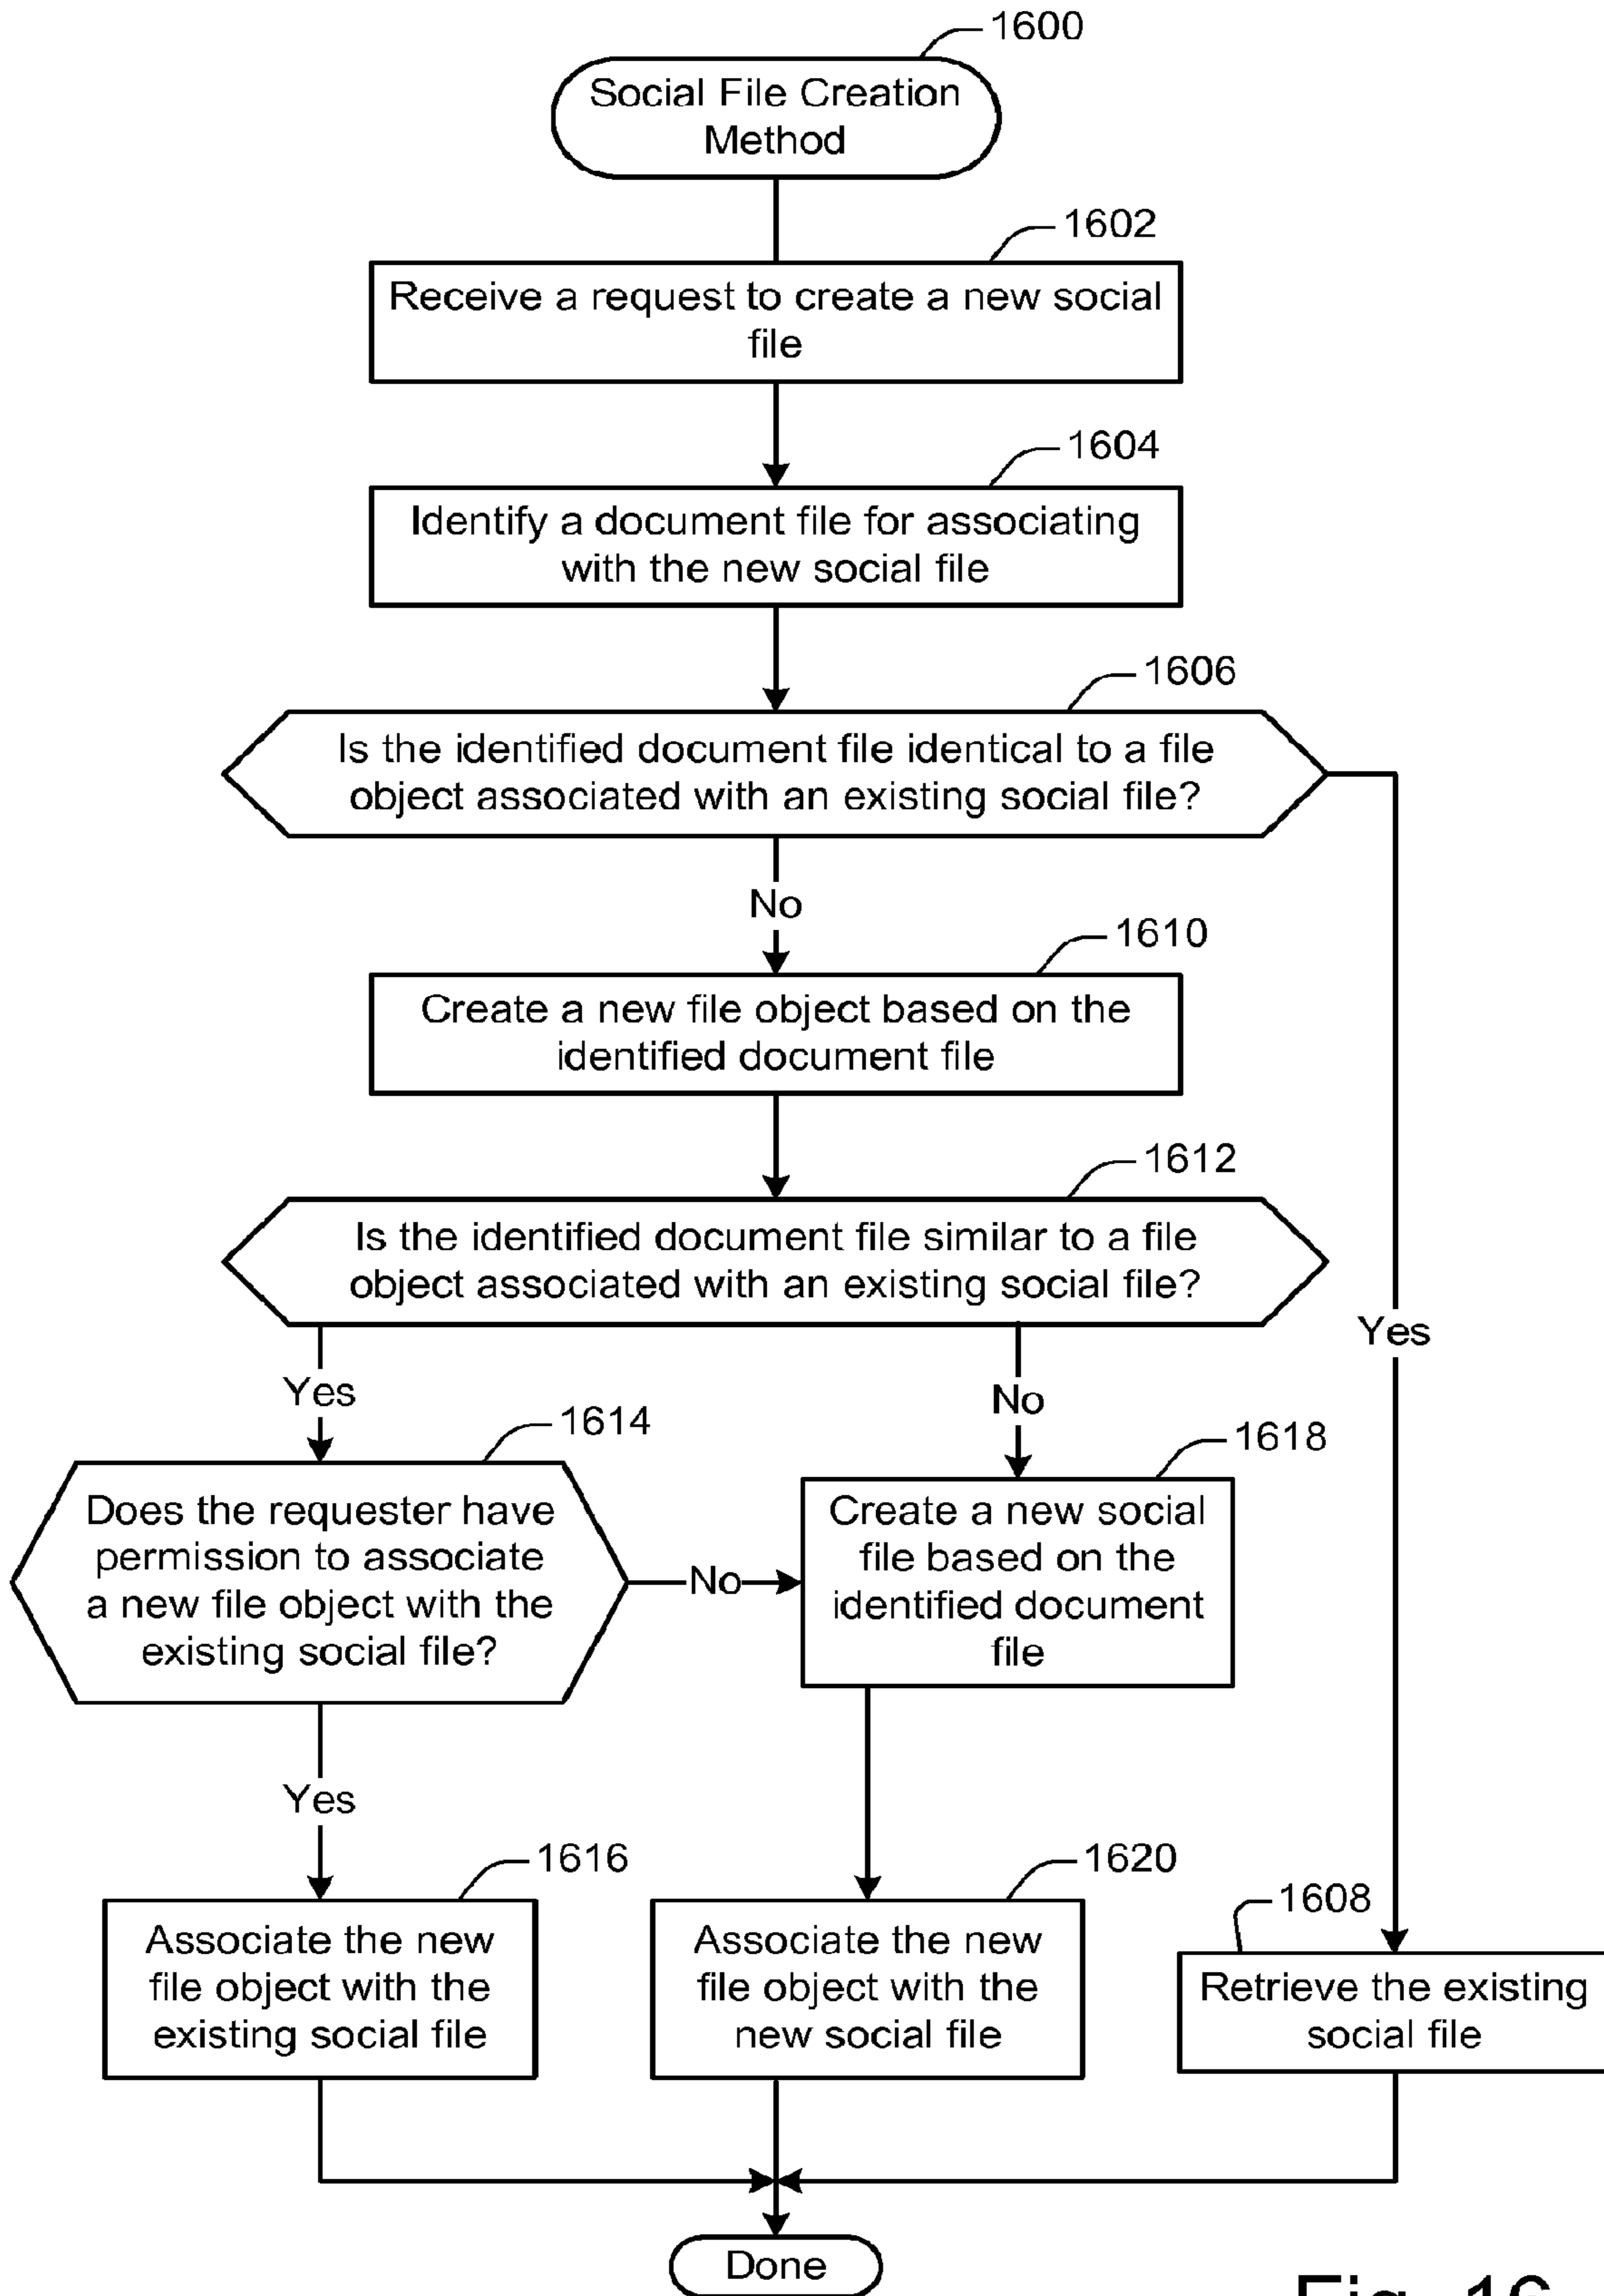 1600
Social File Creation
Method
1602
Receive a request to create a new social
file
1604
Identify a document file for associating
with the new social file
1606
Is the identified document file identical to a file
object associated with an existing social file?
No
1610
Create a new file object based on the
identified document file
1612
Is the identified document file similar to a file
object associated with an existing social file?
Yes
Yes
No
1614
1618
Does the requester have
permission to associate
a new file object with the
existing social file?
No
Create a new social
file based on the
identified document
file
Yes
1616
1620
1608
Associate the new
file object with the
existing social file
Associate the new
file object with the
new social file
Retrieve the existing
social file
Done
Fig. 16